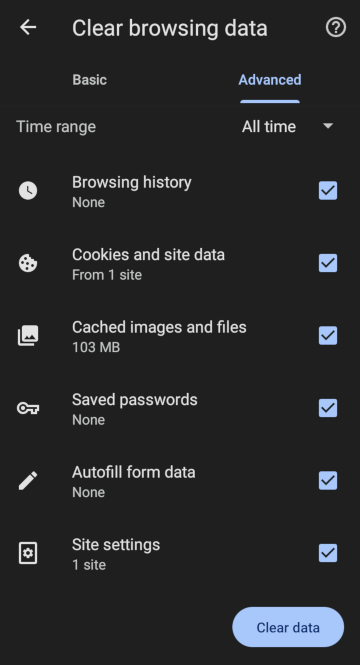 Clear browsing data
Basic
Advanced
Time range
All time
Browsing history
None
Cookies and site data
From 1 site
Cached images and files
103 MB
Saved passwords
None
Autofill form data
None
Site settings
1 site
Clear data